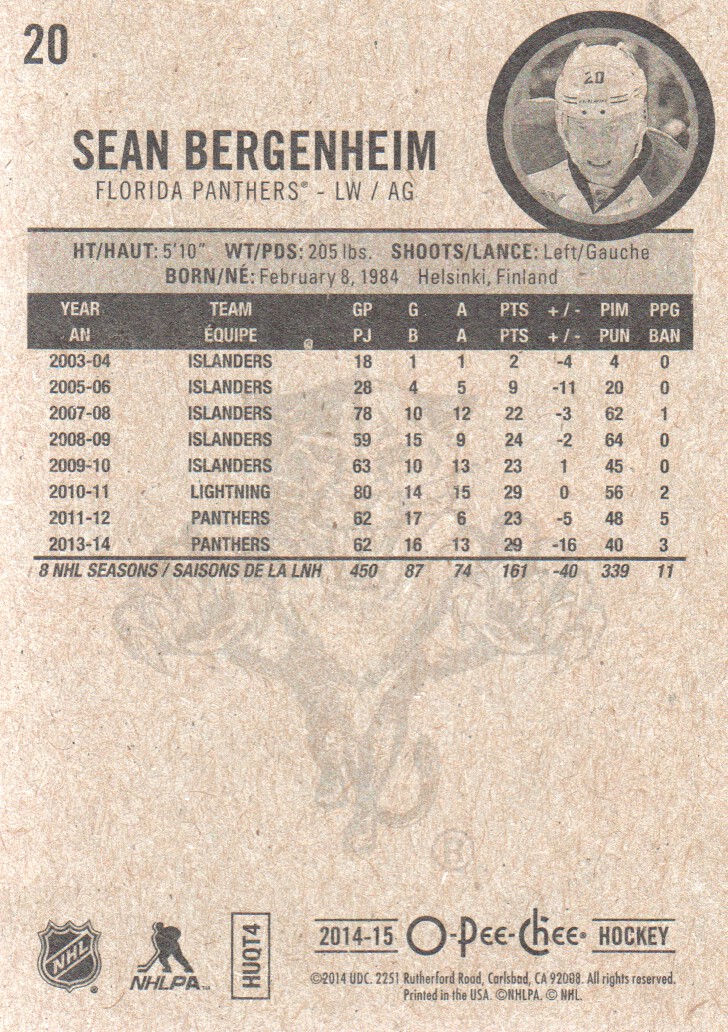 20
20
SEAN BERGENHEIM
FLORIDA PANTHERS® - LW / AG
HT/HAUT: 5'10" WT/PDS: 205 lbs. SHOOTS/LANCE: Left/Gauche
BORN/NÉ: February 8, 1984 Helsinki, Finland
YEAR TEAM GP G A PTS +/- PIM PPG
AN ÉQUIPE PJ B A PTS +/- PUN BAN
2003-04 ISLANDERS 18 1 1 2 -4 4 0
2005-06 ISLANDERS 28 4 5 9 -11 20 0
2007-08 ISLANDERS 78 10 12 22 -3 62 1
2008-09 ISLANDERS 59 15 9 24 -2 64 0
2009-10 ISLANDERS 63 10 13 23 1 45 0
2010-11 LIGHTNING 80 14 15 29 0 56 2
2011-12 PANTHERS 62 17 6 23 -5 48 5
2013-14 PANTHERS 62 16 13 29 -16 40 3
8 NHL SEASONS / SAISONS DE LA LNH 450 87 74 161 -40 339 11
®
NHL ®
NHLPA™
HUQT4
2014-15 O-Pee-Chee® HOCKEY
©2014 UDC. 2251 Rutherford Road, Carlsbad, CA 92008. All rights reserved.
Printed in the USA. ©NHLPA. © NHL.